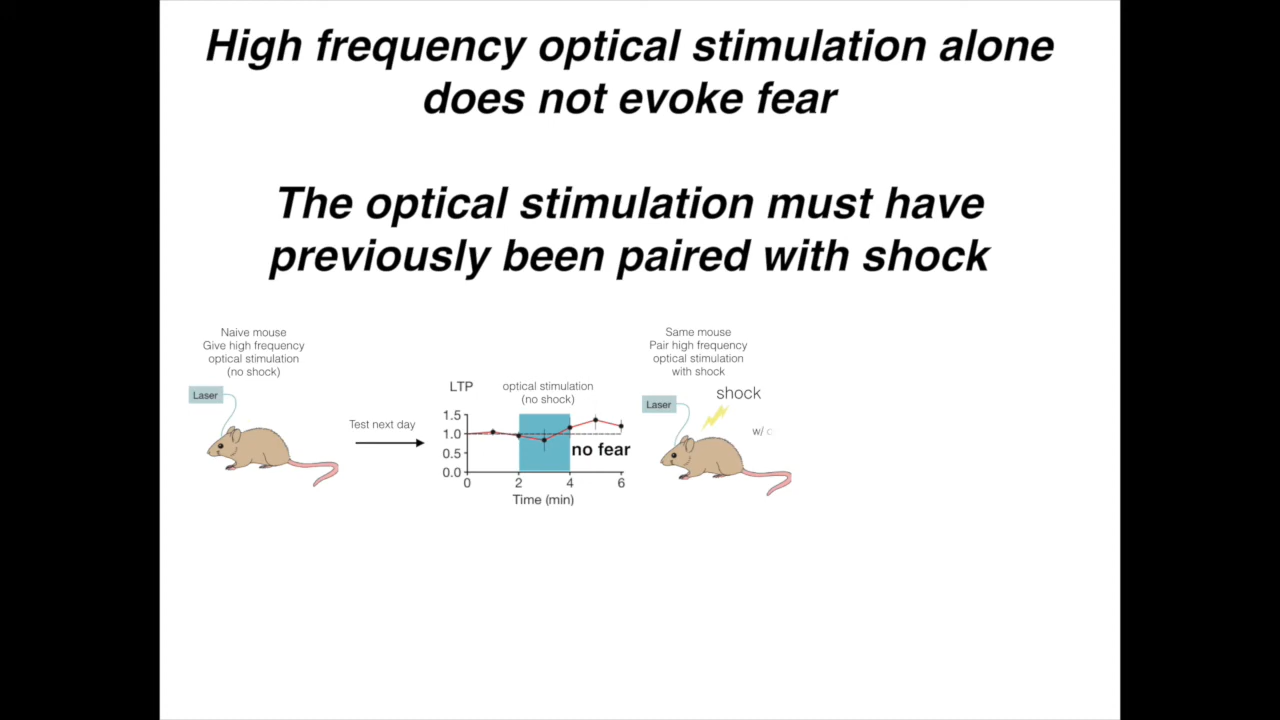 High frequency optical stimulation alone
does not evoke fear
The optical stimulation must have
previously been paired with shock
Naive mouse
Give high frequency
optical stimulation
(no shock)
Laser
Test next day
LTP
optical stimulation
(no shock)
1.5
1.0
0.5
0.0
no fear
0
2
4
6
Time (min)
Same mouse
Pair high frequency
optical stimulation
with shock
shock
Laser
w/